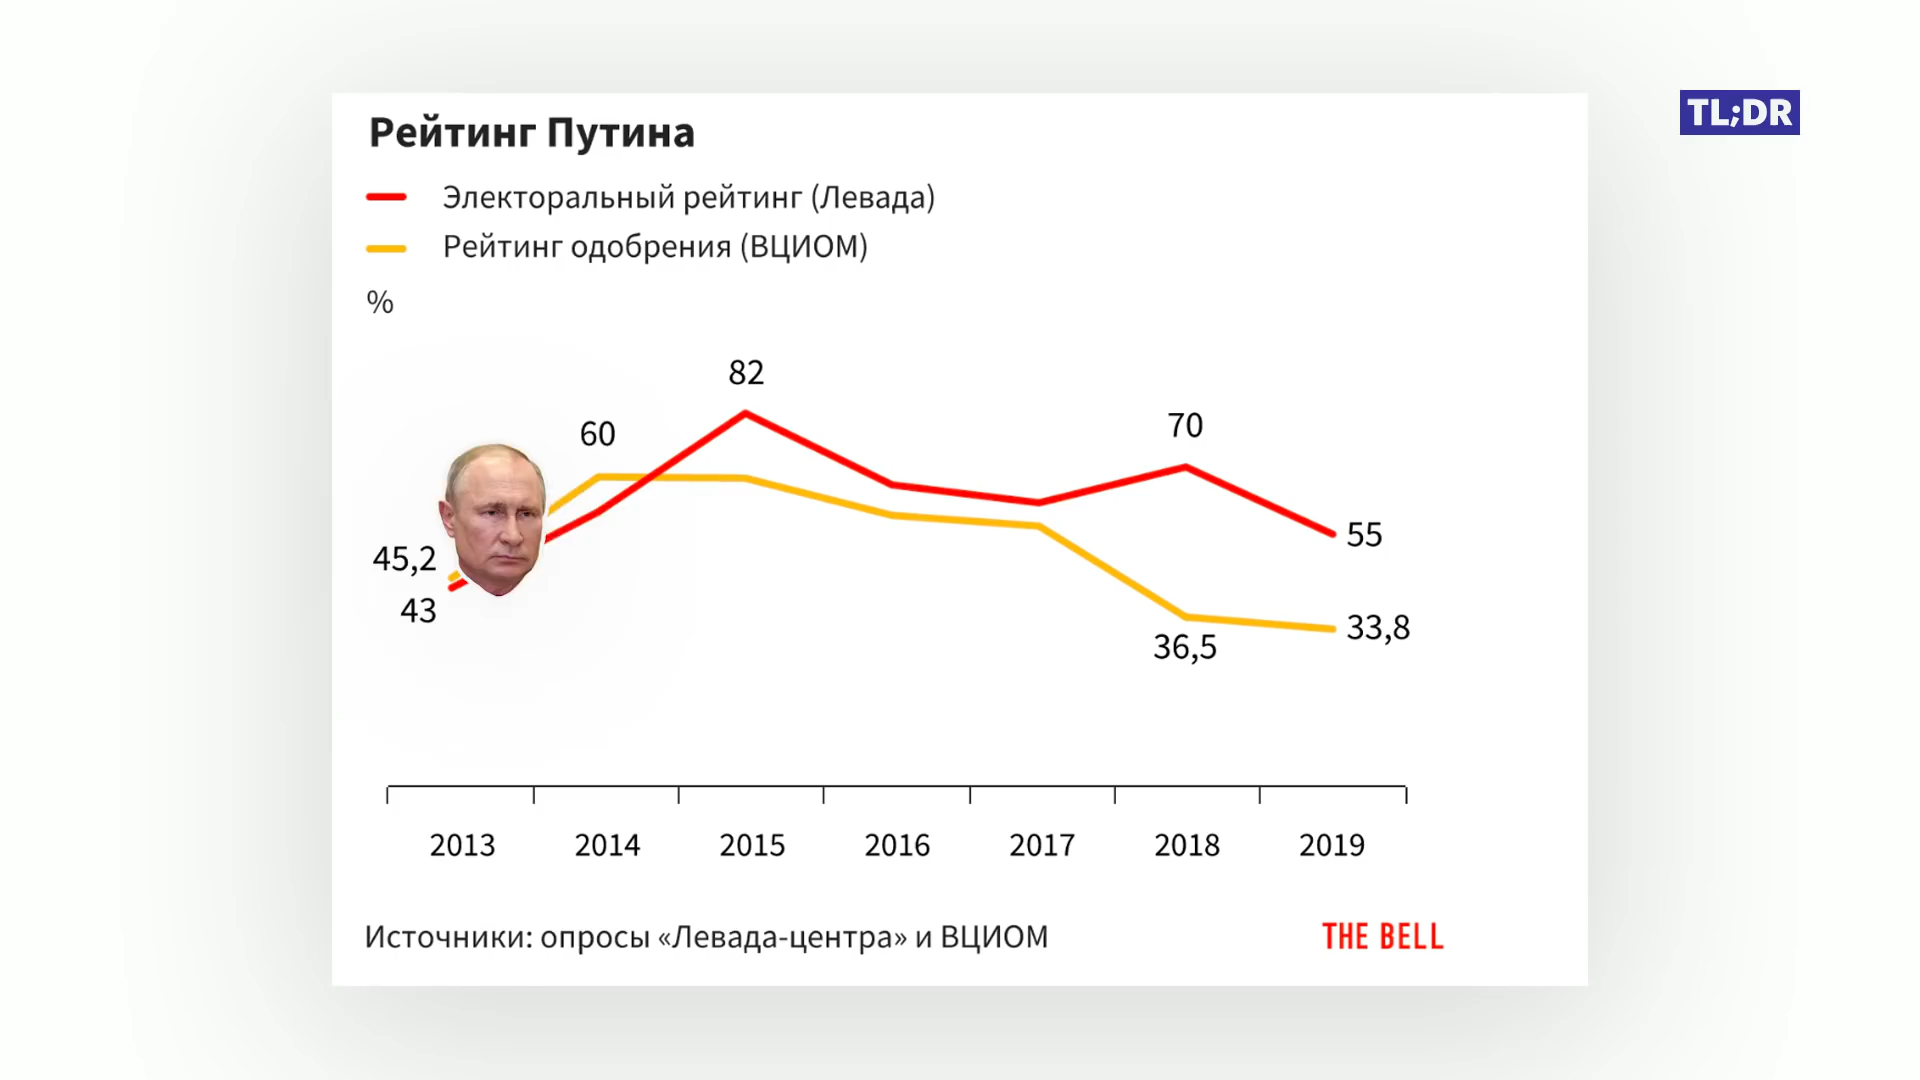 TL;DR
Рейтинг Путина
Электоральный рейтинг (Левада)
Рейтинг одобрения (ВЦИОМ)
%
82
60
70
45,2
43
55
33,8
36,5
2013 2014 2015 2016 2017 2018 2019
Источники: опросы «Левада-центра» и ВЦИОМ
THE BELL